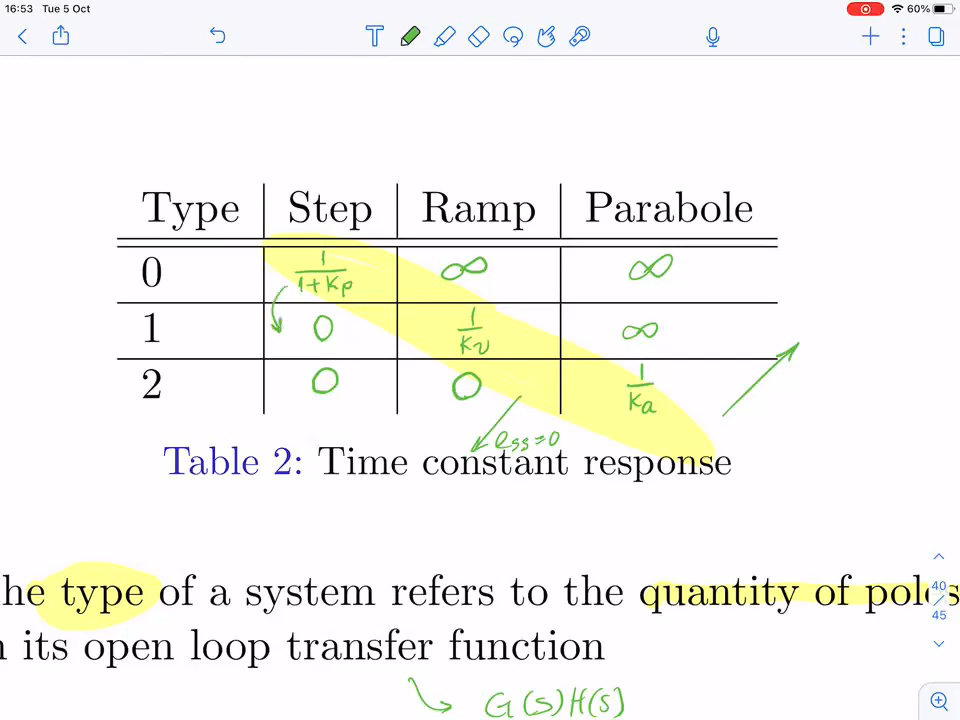 16:53 Tue 5 Oct 60%
Type Step Ramp Parabole
0 1/(1+Kp) ∞ ∞
1 0 1/Kv ∞
2 0 0 1/Ka
ess=0
Table 2: Time constant response
40
45
he type of a system refers to the quantity of poles
its open loop transfer function
G(s)H(s)